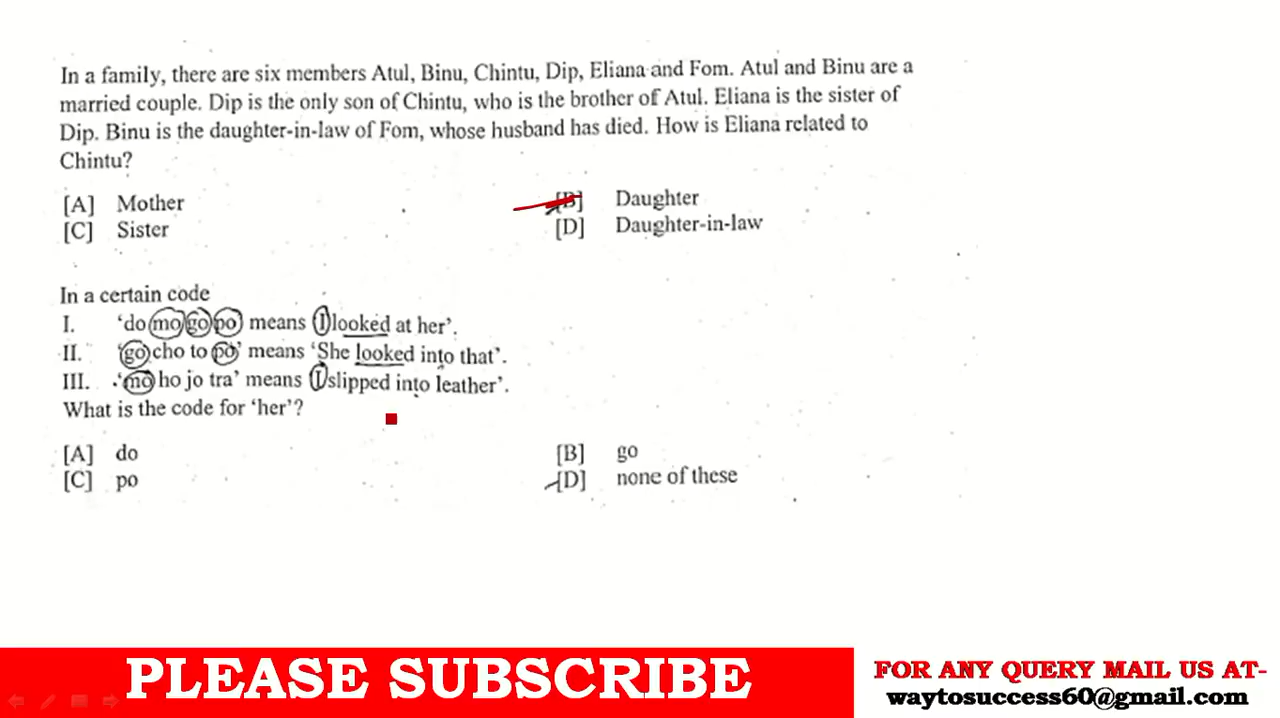 In a family, there are six members Atul, Binu, Chintu, Dip, Eliana and Fom. Atul and Binu are a
married couple. Dip is the only son of Chintu, who is the brother of Atul. Eliana is the sister of
Dip. Binu is the daughter-in-law of Fom, whose husband has died. How is Eliana related to
Chintu?
[A] Mother [B] Daughter
[C] Sister [D] Daughter-in-law
In a certain code
I. 'do mo go po means I looked at her'.
II. 'go cho to po' means 'She looked into that'.
III. 'mo ho jo tra' means I slipped into leather'.
What is the code for 'her'?
[A] do [B] go
[C] po [D] none of these
PLEASE SUBSCRIBE
FOR ANY QUERY MAIL US AT-
waytosuccess60@gmail.com